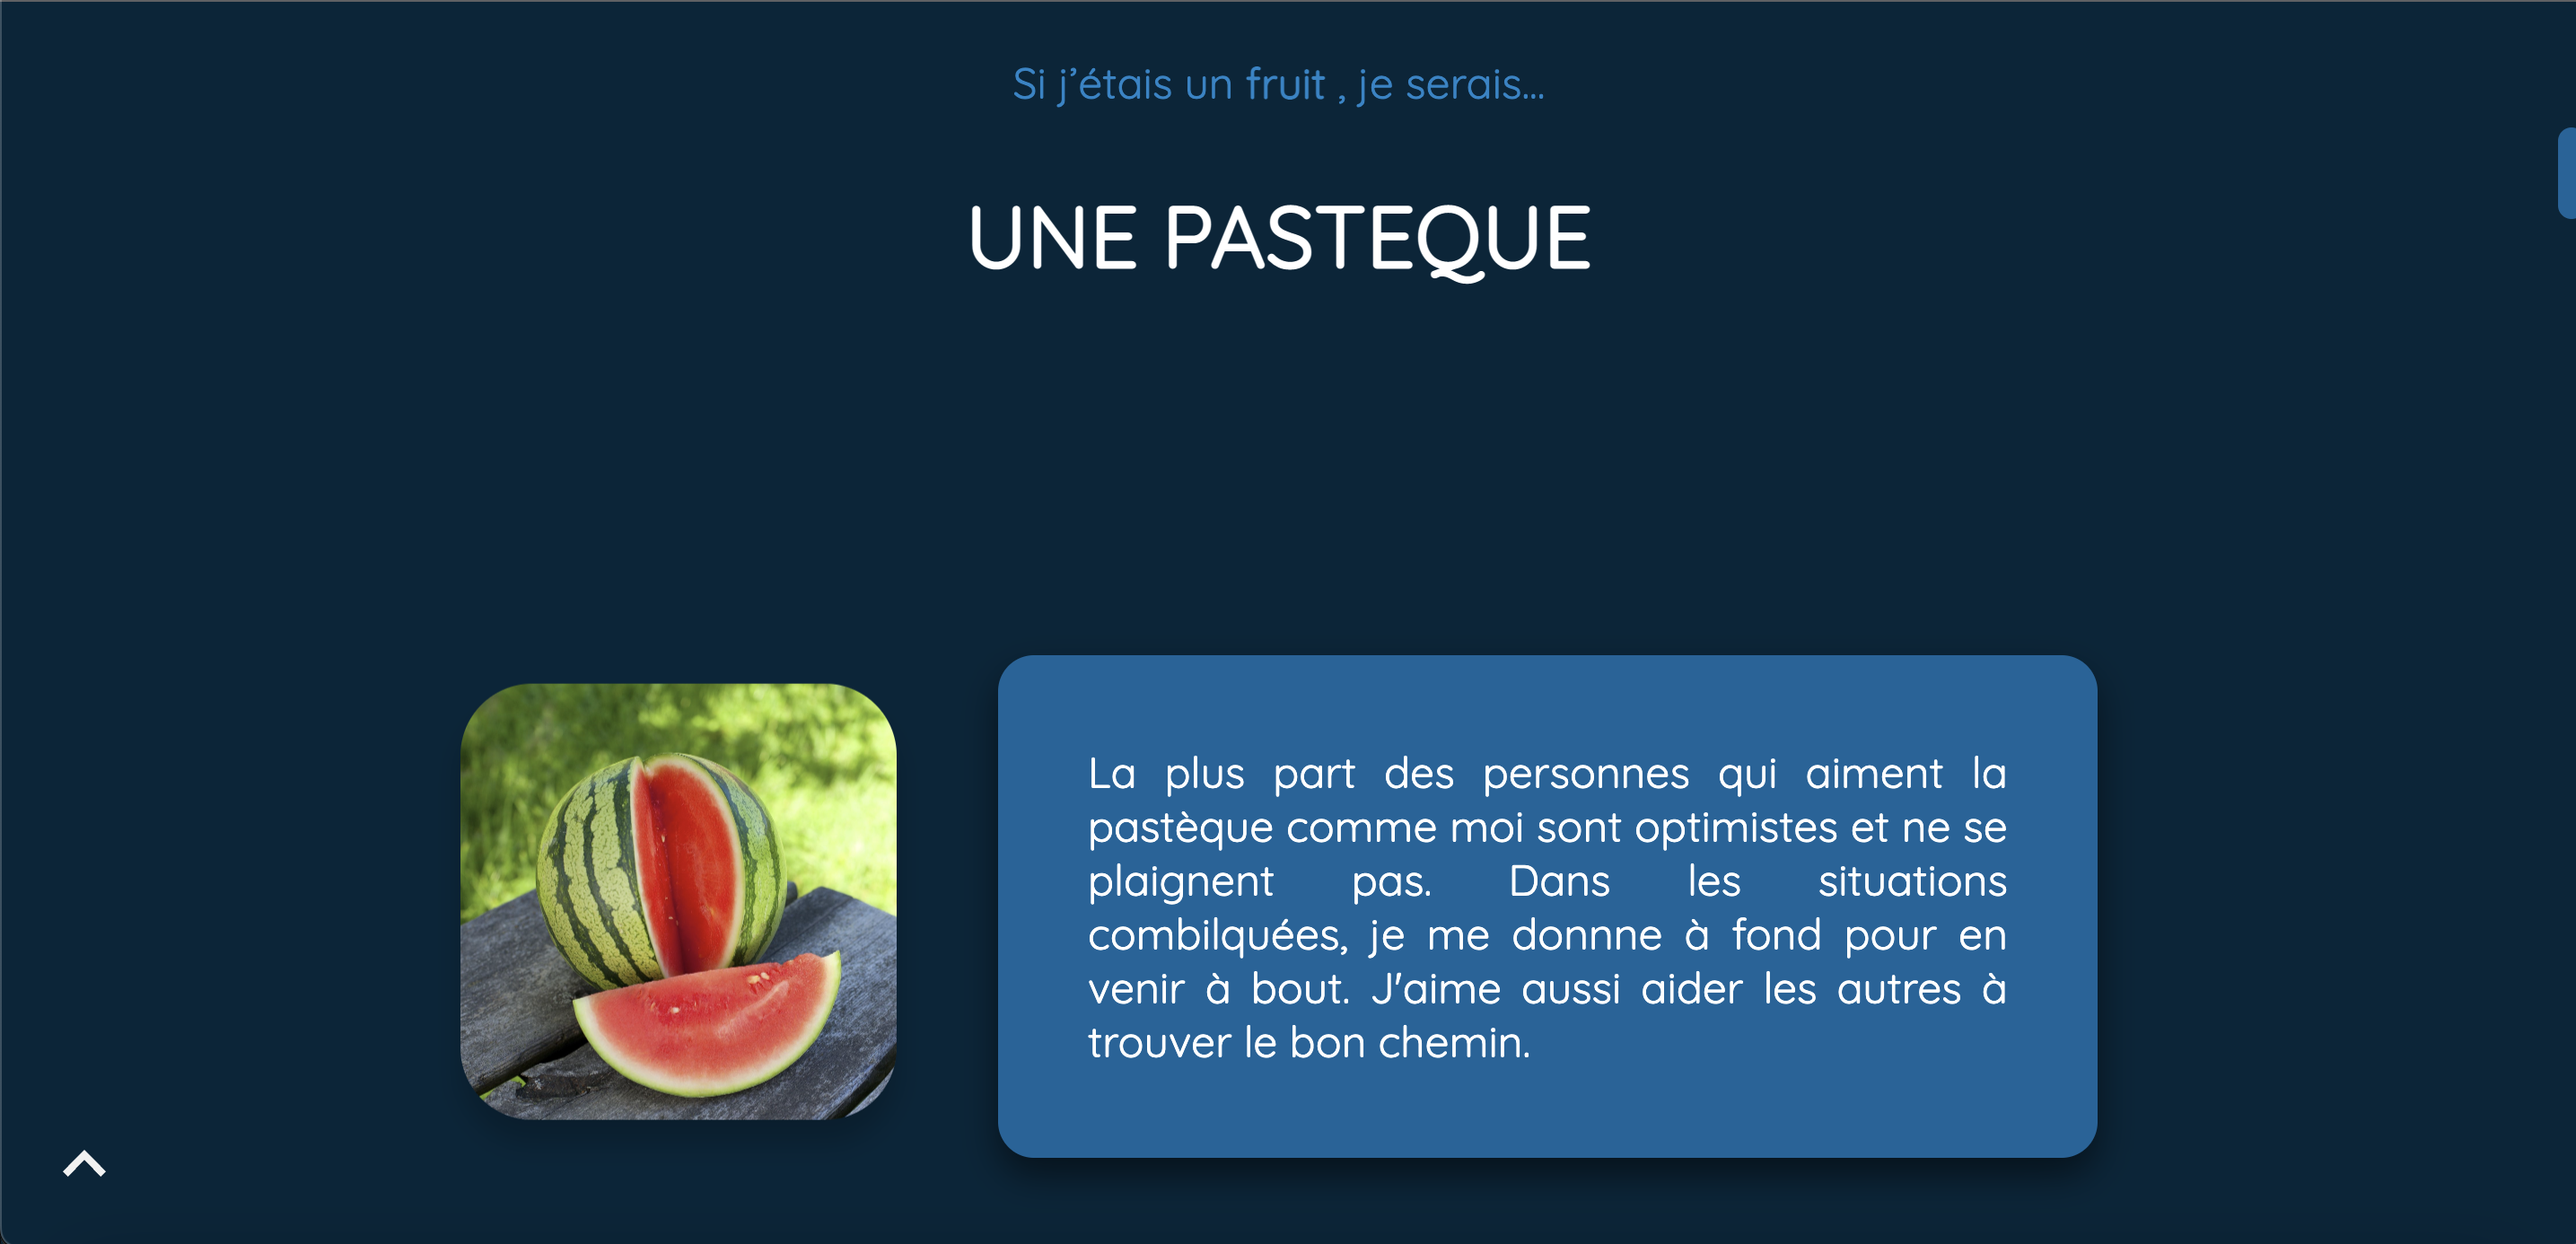 Si j’étais un fruit , je serais...
UNE PASTEQUE
La plus part des personnes qui aiment la
pastèque comme moi sont optimistes et ne se
plaignent pas. Dans les situations
combilquées, je me donnne à fond pour en
venir à bout. J'aime aussi aider les autres à
trouver le bon chemin.